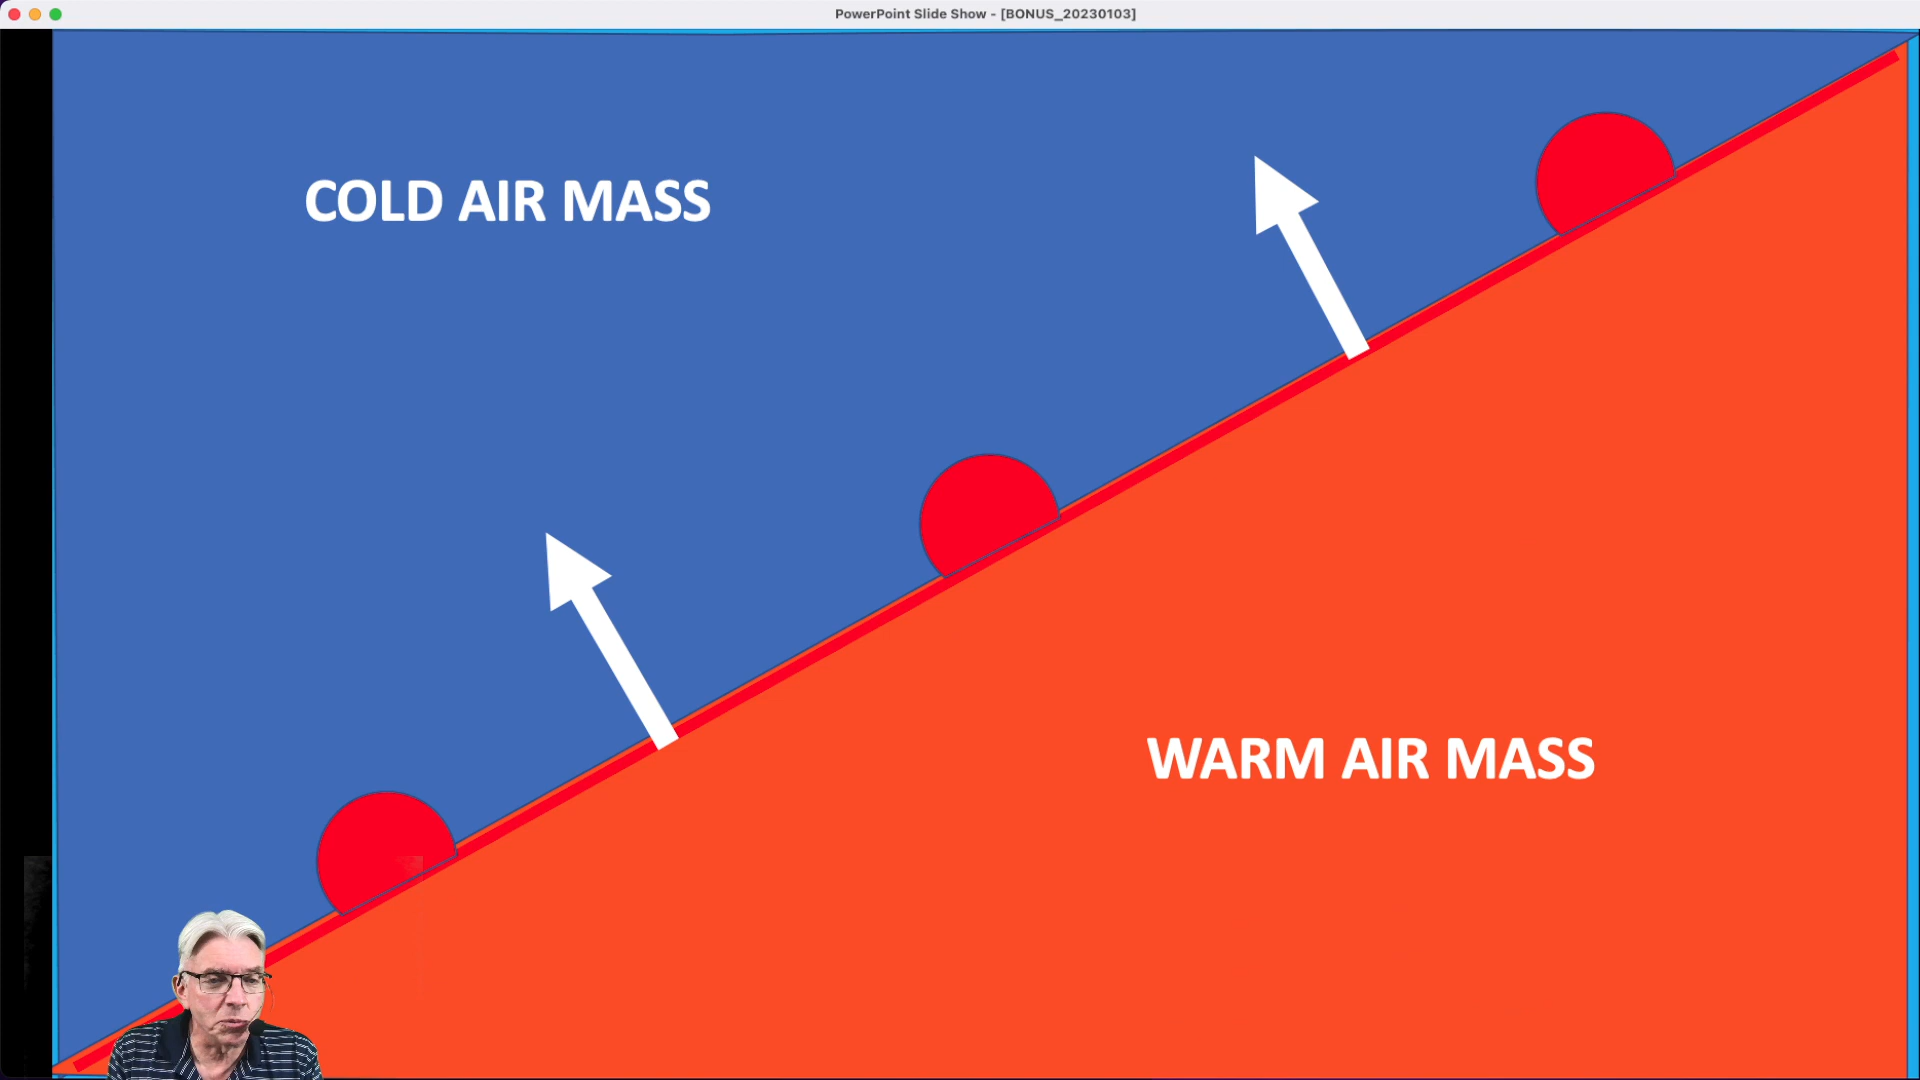 PowerPoint Slide Show - [BONUS_20230103]
COLD AIR MASS
WARM AIR MASS